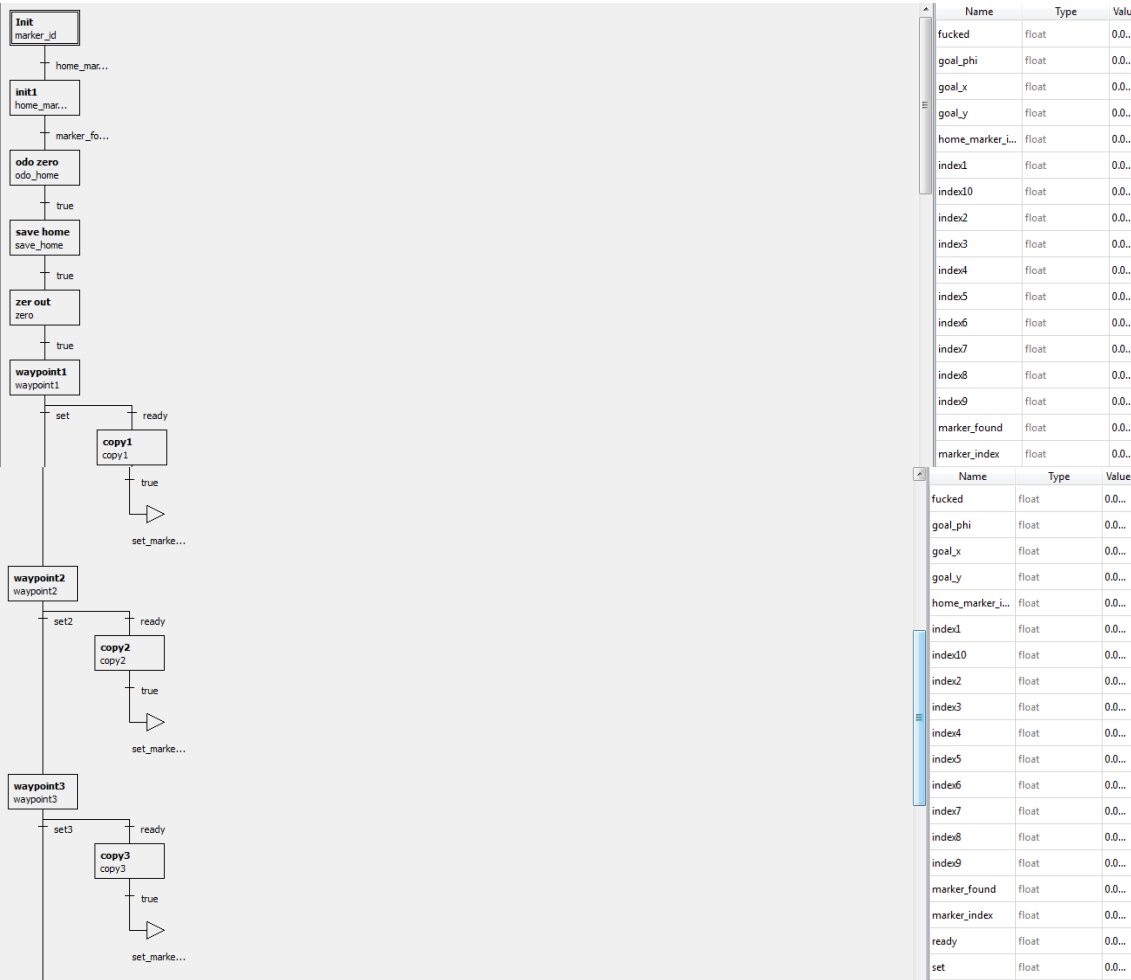 Init
marker_id
home_mar...
init1
home_mar...
marker_fo...
odo zero
odo_home
true
save home
save_home
true
zer out
zero
true
waypoint1
waypoint1
set
ready
copy1
copy1
true
set_marke...
waypoint2
waypoint2
set2
ready
copy2
copy2
true
set_marke...
waypoint3
waypoint3
set3
ready
copy3
copy3
true
set_marke...
Name Type Valu
fucked float 0.0..
goal_phi float 0.0..
goal_x float 0.0..
goal_y float 0.0..
home_marker_i... float 0.0..
index1 float 0.0..
index10 float 0.0..
index2 float 0.0..
index3 float 0.0..
index4 float 0.0..
index5 float 0.0..
index6 float 0.0..
index7 float 0.0..
index8 float 0.0..
index9 float 0.0..
marker_found float 0.0..
marker_index float 0.0..
Name Type Value
fucked float 0.0...
goal_phi float 0.0...
goal_x float 0.0...
goal_y float 0.0...
home_marker_i... float 0.0...
index1 float 0.0...
index10 float 0.0...
index2 float 0.0...
index3 float 0.0...
index4 float 0.0...
index5 float 0.0...
index6 float 0.0...
index7 float 0.0...
index8 float 0.0...
index9 float 0.0...
marker_found float 0.0...
marker_index float 0.0...
ready float 0.0...
set float 0.0...